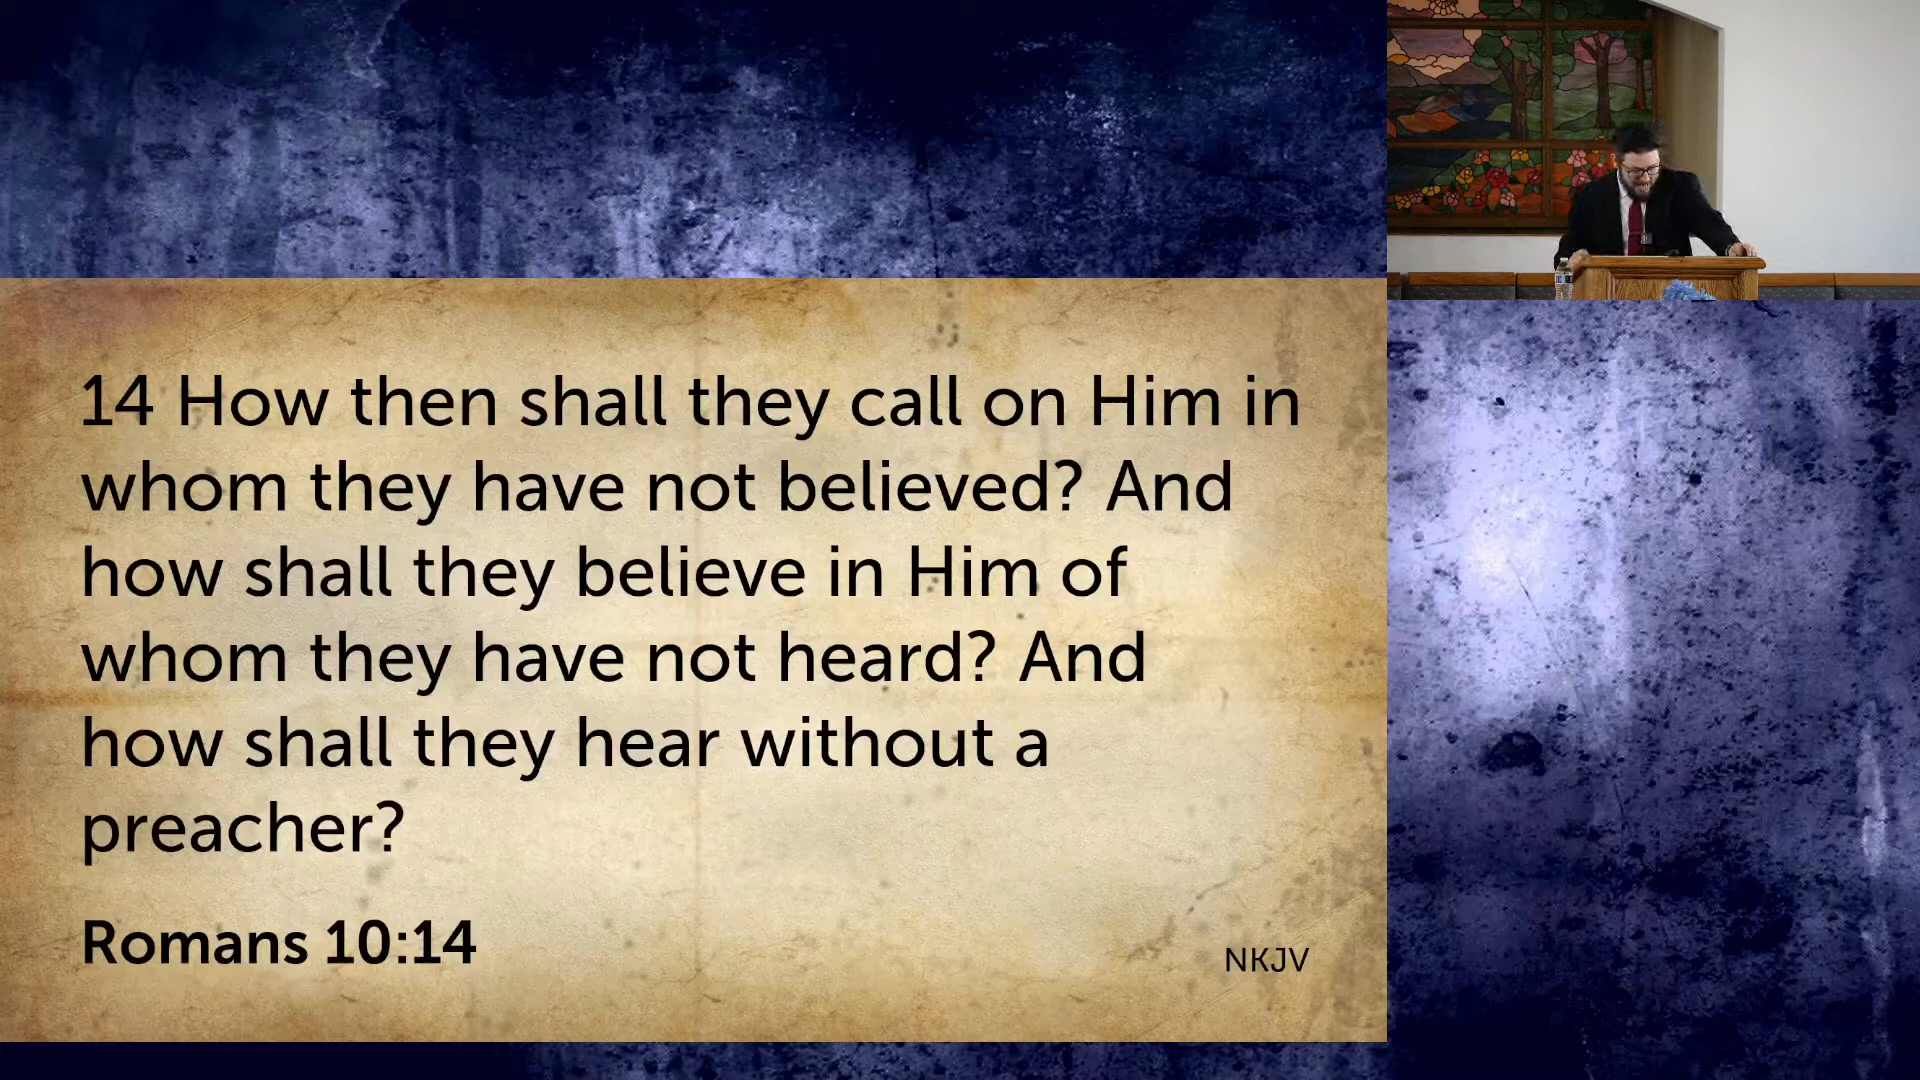 14 How then shall they call on Him in
whom they have not believed? And
how shall they believe in Him of
whom they have not heard? And
how shall they hear without a
preacher?
Romans 10:14
NKJV